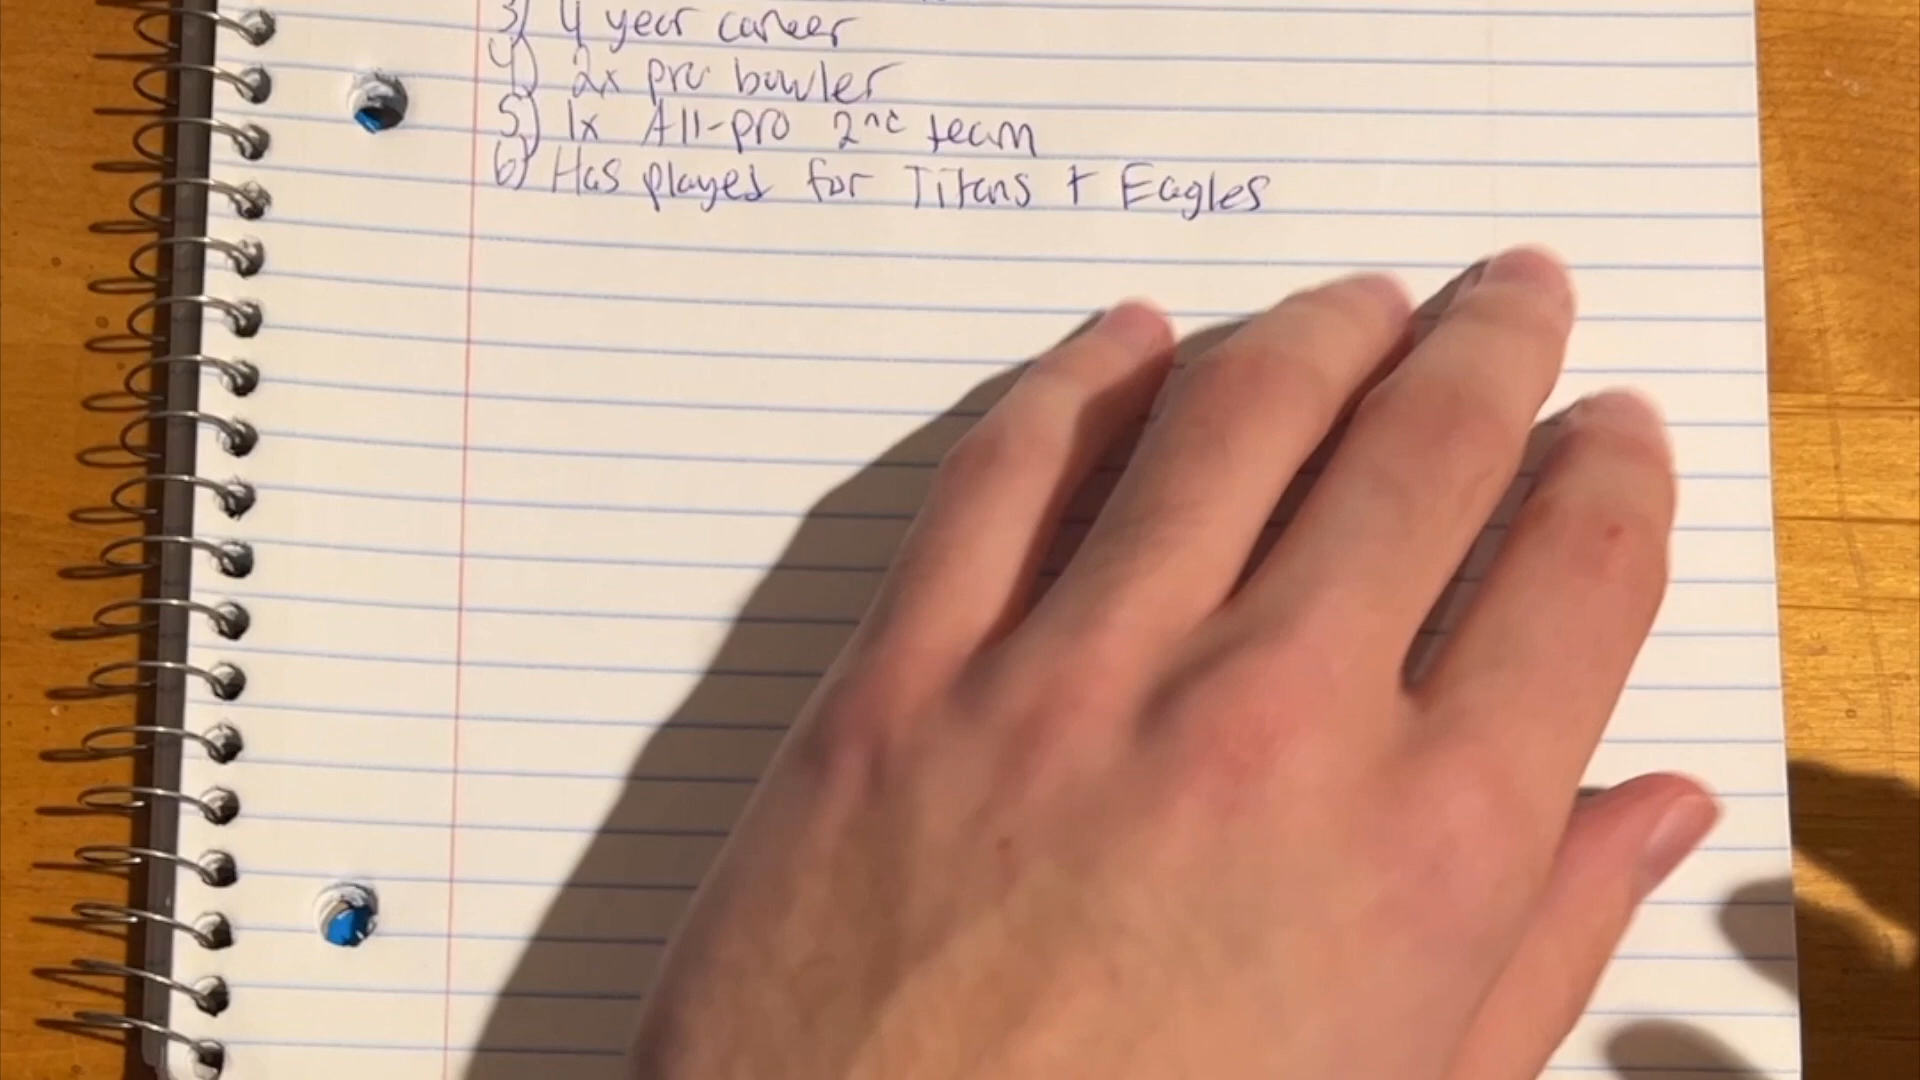 3) 4 year career
4) 2x pro bowler
5) 1x All-pro 2nd team
6) Has played for Titans + Eagles